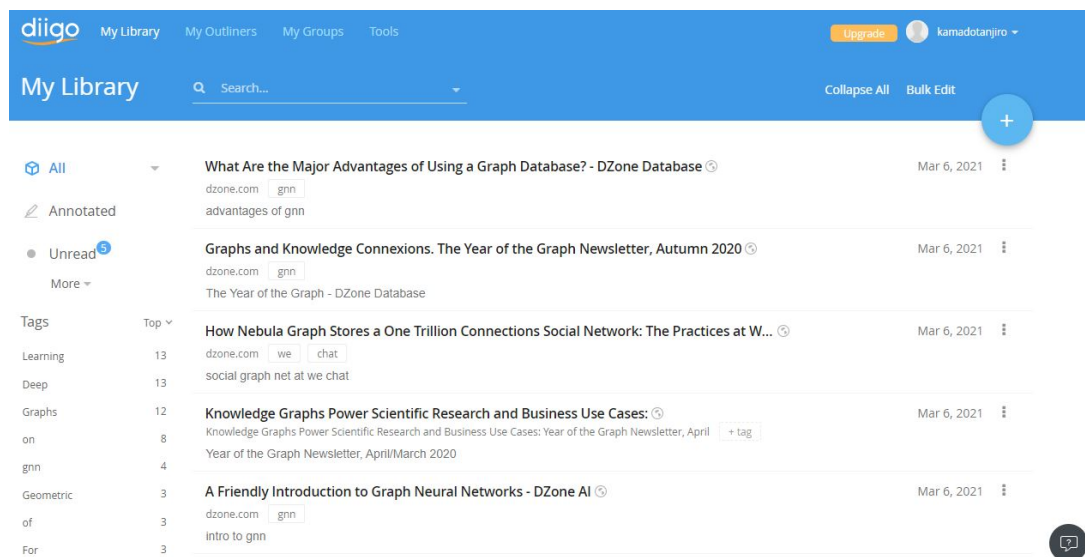 diigo My Library My Outliners My Groups Tools Upgrade kamadotanjiro
My Library Search... Collapse All Bulk Edit
+
All
Annotated
Unread 5
More
Tags Top
Learning 13
Deep 13
Graphs 12
on 8
gnn 4
Geometric 3
of 3
For 3
What Are the Major Advantages of Using a Graph Database? - DZone Database Mar 6, 2021
dzone.com gnn
advantages of gnn
Graphs and Knowledge Connexions. The Year of the Graph Newsletter, Autumn 2020 Mar 6, 2021
dzone.com gnn
The Year of the Graph - DZone Database
How Nebula Graph Stores a One Trillion Connections Social Network: The Practices at W... Mar 6, 2021
dzone.com we chat
social graph net at we chat
Knowledge Graphs Power Scientific Research and Business Use Cases: Mar 6, 2021
Knowledge Graphs Power Scientific Research and Business Use Cases: Year of the Graph Newsletter, April + tag
Year of the Graph Newsletter, April/March 2020
A Friendly Introduction to Graph Neural Networks - DZone AI Mar 6, 2021
dzone.com gnn
intro to gnn
?